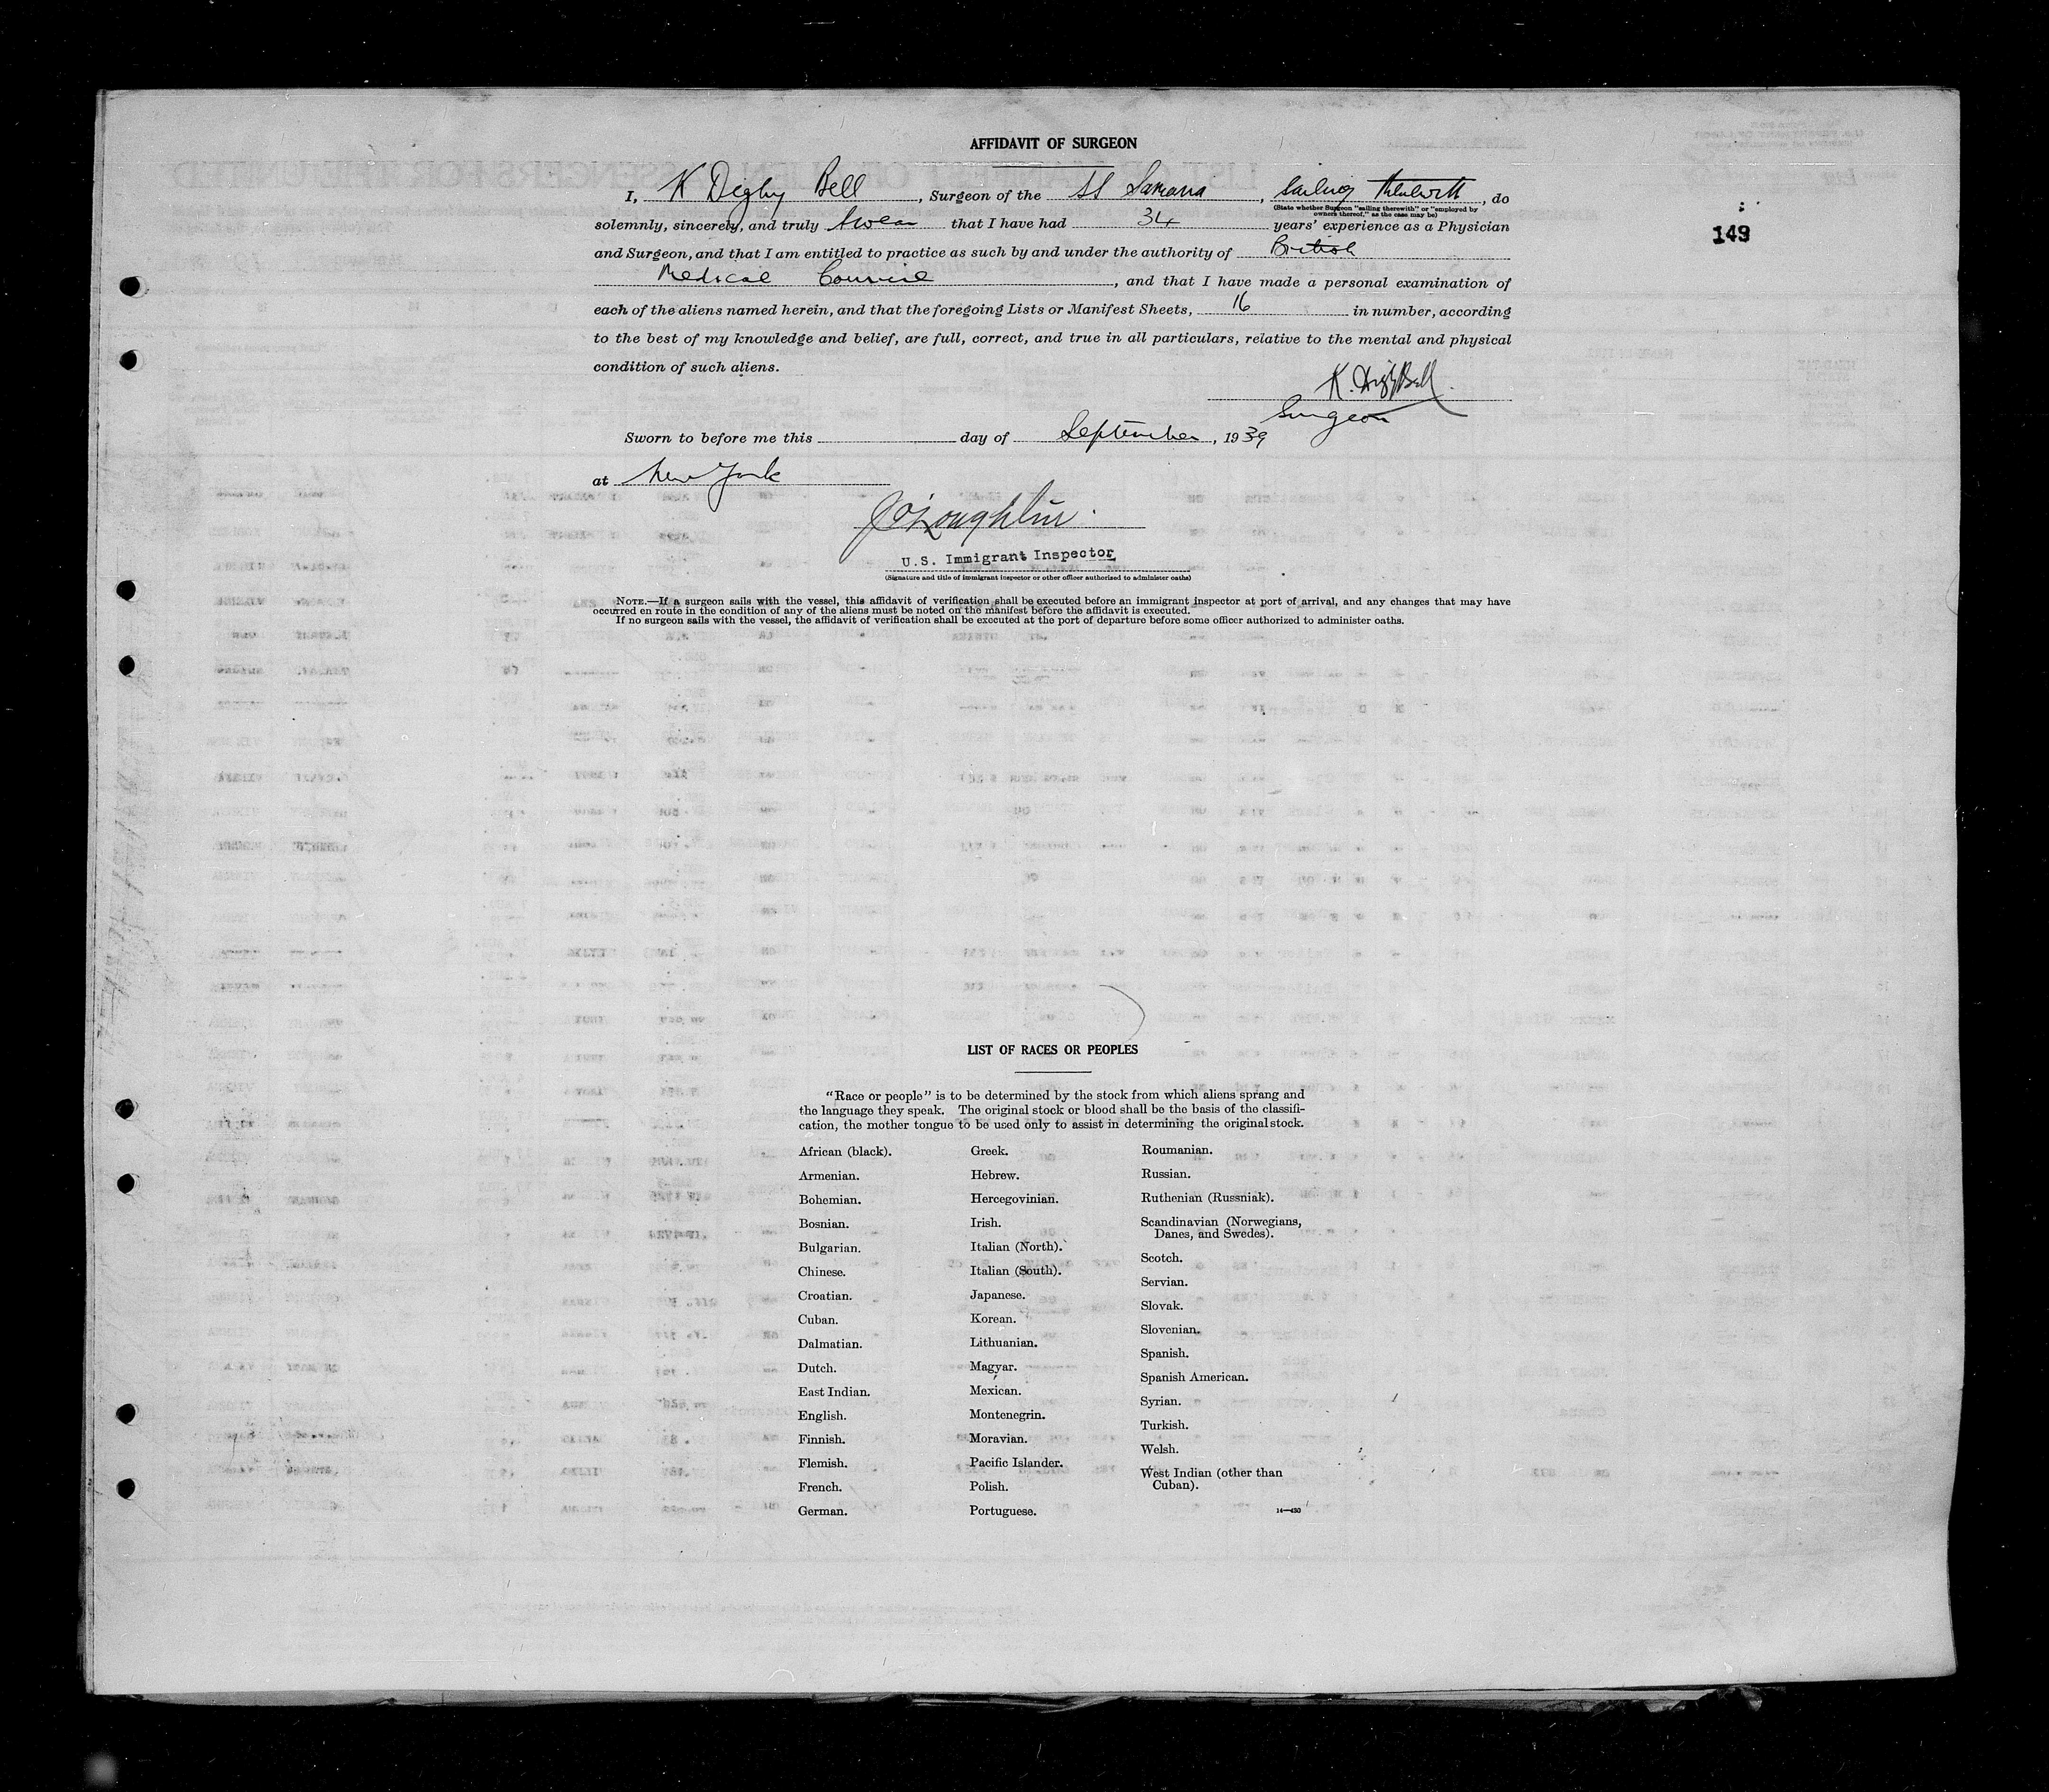 AFFIDAVIT OF SURGEON
I, K Digby Bell, Surgeon of the SS Samaria, sailing therewith, do
(State whether Surgeon "sailing therewith" or "employed by
owners thereof," as the case may be)
solemnly, sincerely, and truly swear that I have had 34 years' experience as a Physician
149
and Surgeon, and that I am entitled to practice as such by and under the authority of British
Medical Council, and that I have made a personal examination of
each of the aliens named herein, and that the foregoing Lists or Manifest Sheets, 16 in number, according
to the best of my knowledge and belief, are full, correct, and true in all particulars, relative to the mental and physical
condition of such aliens.
K. Digby Bell
Surgeon
Sworn to before me this day of September, 1939
at New York
J O'Loughlin
U.S. Immigrant Inspector
(Signature and title of immigrant inspector or other officer authorized to administer oaths)
NOTE.—If a surgeon sails with the vessel, this affidavit of verification shall be executed before an immigrant inspector at port of arrival, and any changes that may have
occurred en route in the condition of any of the aliens must be noted on the manifest before the affidavit is executed.
If no surgeon sails with the vessel, the affidavit of verification shall be executed at the port of departure before some officer authorized to administer oaths.
LIST OF RACES OR PEOPLES
"Race or people" is to be determined by the stock from which aliens sprang and
the language they speak. The original stock or blood shall be the basis of the classifi-
cation, the mother tongue to be used only to assist in determining the original stock.
African (black).
Armenian.
Bohemian.
Bosnian.
Bulgarian.
Chinese.
Croatian.
Cuban.
Dalmatian.
Dutch.
East Indian.
English.
Finnish.
Flemish.
French.
German.
Greek.
Hebrew.
Hercegovinian.
Irish.
Italian (North).
Italian (South).
Japanese.
Korean.
Lithuanian.
Magyar.
Mexican.
Montenegrin.
Moravian.
Pacific Islander.
Polish.
Portuguese.
Roumanian.
Russian.
Ruthenian (Russniak).
Scandinavian (Norwegians,
Danes, and Swedes).
Scotch.
Servian.
Slovak.
Slovenian.
Spanish.
Spanish American.
Syrian.
Turkish.
Welsh.
West Indian (other than
Cuban).
14—430